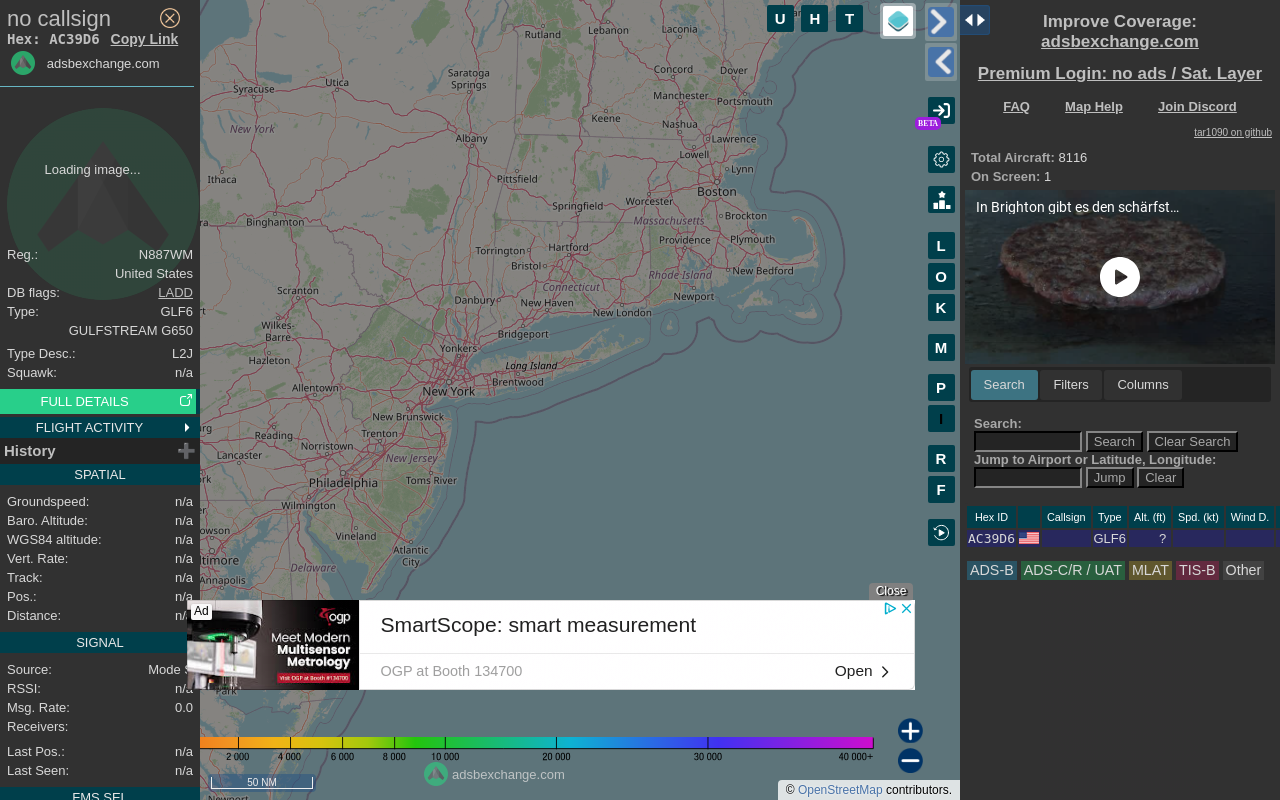 no callsign
Hex: AC39D6 Copy Link
adsbexchange.com
Loading image...
Reg.: N887WM
United States
DB flags: LADD
Type: GLF6
GULFSTREAM G650
Type Desc.: L2J
Squawk: n/a
FULL DETAILS
FLIGHT ACTIVITY
History
SPATIAL
Groundspeed: n/a
Baro. Altitude: n/a
WGS84 altitude: n/a
Vert. Rate: n/a
Track: n/a
Pos.: n/a
Distance: n/a
SIGNAL
Source: Mode S
RSSI: n/a
Msg. Rate: 0.0
Receivers:
Last Pos.: n/a
Last Seen: n/a
FMS SEL
U H T
BETA
L
O
K
M
P
I
R
F
Rutland
Lebanon
Laconia
Utica
Saratoga Springs
Concord
Dover
Syracuse
Manchester
Portsmouth
New York
Keene
Nashua
Albany
Lawrence
Lowell
Lynn
Ithaca
Pittsfield
Boston
Worcester
Springfield
Massachusetts
Brockton
Binghamton
Torrington
Hartford
Providence
Plymouth
Bristol
Rhode Island
New Bedford
Scranton
Connecticut
Danbury
New Haven
Newport
New London
Wilkes-Barre
Bridgeport
Hazleton
Yonkers
Long Island
Allentown
New York
Brentwood
New Brunswick
Reading
Trenton
Lancaster
Norristown
New Jersey
Philadelphia
Toms River
Wilmington
Vineland
Atlantic City
Annapolis
Delaware
Close
Ad
ogp
Meet Modern
Multisensor
Metrology
Visit OGP at Booth #134700
SmartScope: smart measurement
OGP at Booth 134700
Open
2 000 4 000 6 000 8 000 10 000 20 000 30 000 40 000+
adsbexchange.com
50 NM
© OpenStreetMap contributors.
Improve Coverage:
adsbexchange.com
Premium Login: no ads / Sat. Layer
FAQ Map Help Join Discord
tar1090 on github
Total Aircraft: 8116
On Screen: 1
In Brighton gibt es den schärfst...
Search Filters Columns
Search:
Search Clear Search
Jump to Airport or Latitude, Longitude:
Jump Clear
Hex ID Callsign Type Alt. (ft) Spd. (kt) Wind D.
AC39D6 GLF6 ?
ADS-B ADS-C/R / UAT MLAT TIS-B Other